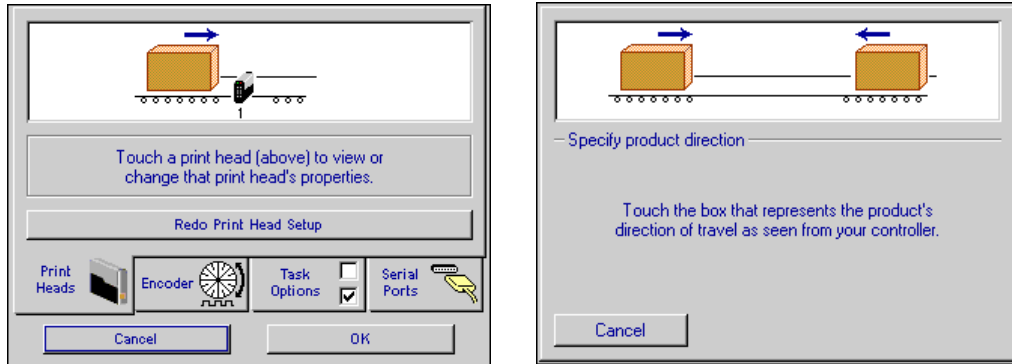 1
Touch a print head (above) to view or
change that print head's properties.
Redo Print Head Setup
Print
Heads
Encoder
Task
Options
Serial
Ports
Cancel
OK
Specify product direction
Touch the box that represents the product's
direction of travel as seen from your controller.
Cancel